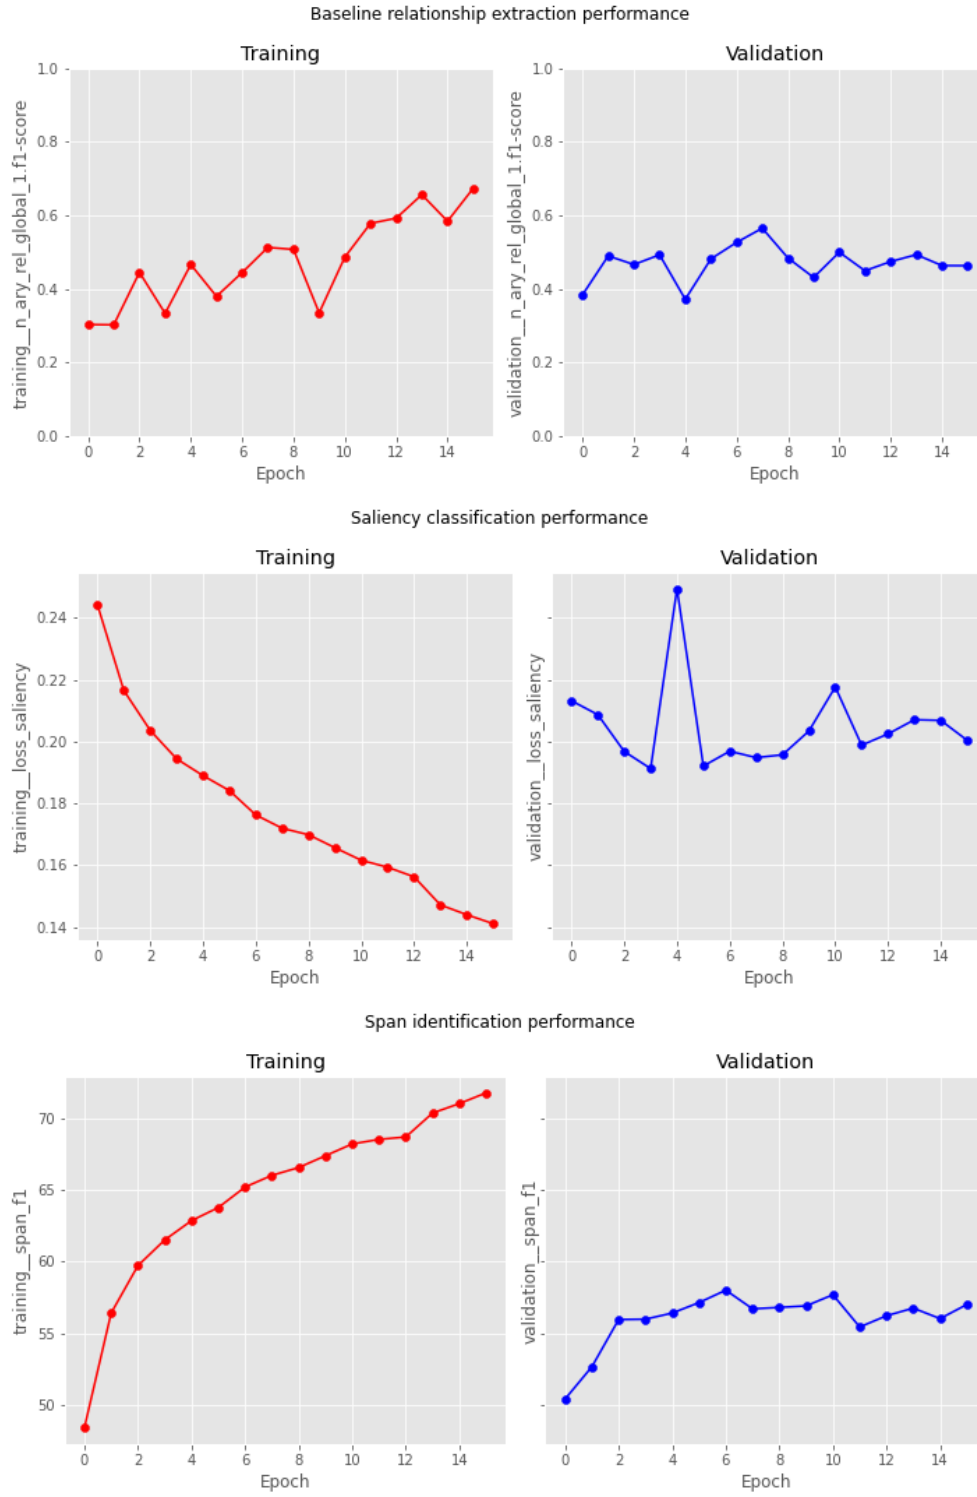 Baseline relationship extraction performance
Training
Validation
training__n_ary_rel_global_1.f1-score
1.0
0.8
0.6
0.4
0.2
0.0
0 2 4 6 8 10 12 14
Epoch
validation__n_ary_rel_global_1.f1-score
1.0
0.8
0.6
0.4
0.2
0.0
0 2 4 6 8 10 12 14
Epoch
Saliency classification performance
Training
Validation
training__loss_saliency
0.24
0.22
0.20
0.18
0.16
0.14
0 2 4 6 8 10 12 14
Epoch
validation__loss_saliency
0 2 4 6 8 10 12 14
Epoch
Span identification performance
Training
Validation
training__span_f1
70
65
60
55
50
0 2 4 6 8 10 12 14
Epoch
validation__span_f1
0 2 4 6 8 10 12 14
Epoch